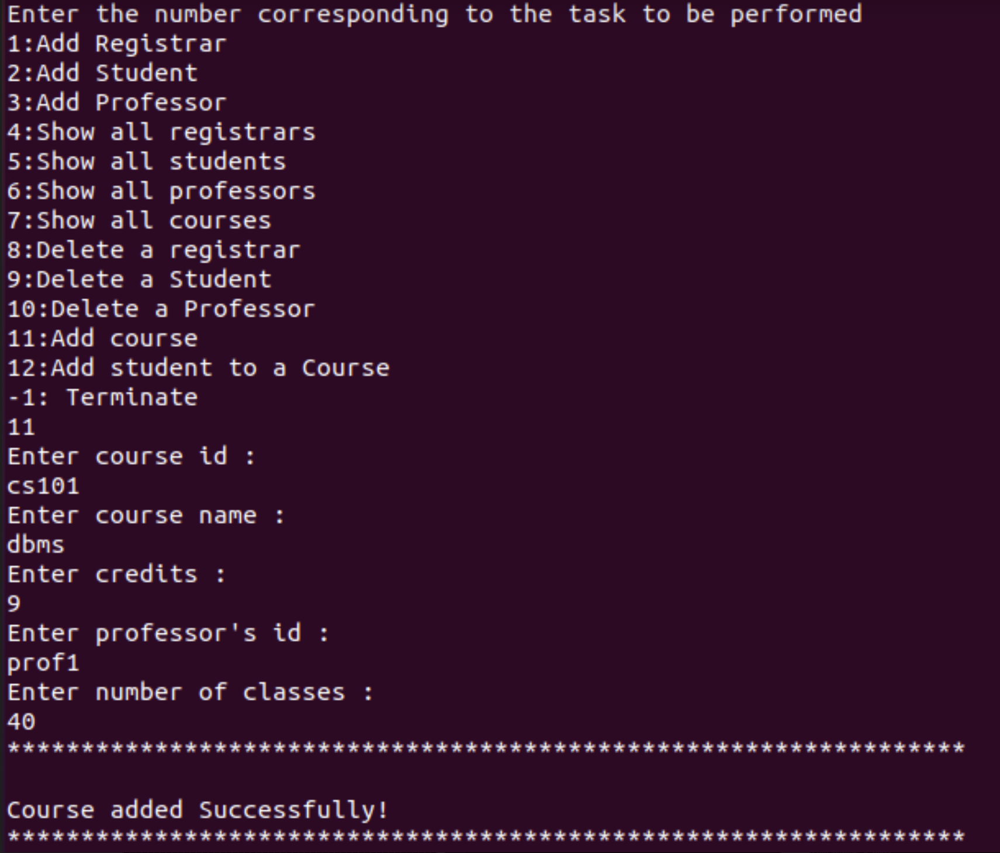 Enter the number corresponding to the task to be performed
1:Add Registrar
2:Add Student
3:Add Professor
4:Show all registrars
5:Show all students
6:Show all professors
7:Show all courses
8:Delete a registrar
9:Delete a Student
10:Delete a Professor
11:Add course
12:Add student to a Course
-1: Terminate
11
Enter course id :
cs101
Enter course name :
dbms
Enter credits :
9
Enter professor's id :
prof1
Enter number of classes :
40
*****************************************************************
Course added Successfully!
*****************************************************************